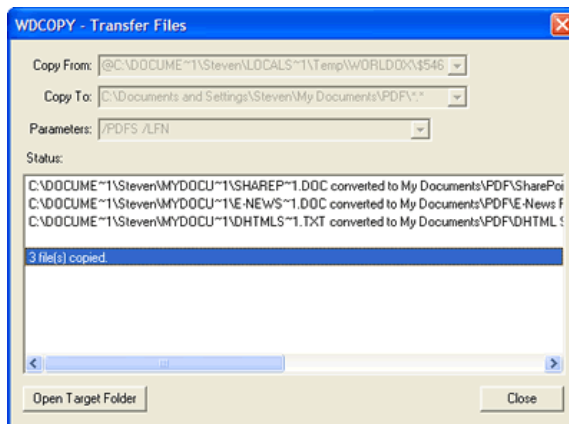 WDCOPY - Transfer Files
Copy From: @C:\DOCUME~1\Steven\LOCALS~1\Temp\WORLDOX\$546
Copy To: C:\Documents and Settings\Steven\My Documents\PDF\*.*
Parameters: /PDFS /LFN
Status:
C:\DOCUME~1\Steven\MYDOCU~1\SHAREP~1.DOC converted to My Documents\PDF\SharePoi
C:\DOCUME~1\Steven\MYDOCU~1\E-NEWS~1.DOC converted to My Documents\PDF\E-News F
C:\DOCUME~1\Steven\MYDOCU~1\DHTMLS~1.TXT converted to My Documents\PDF\DHTML S
3 file(s) copied.
Open Target Folder Close